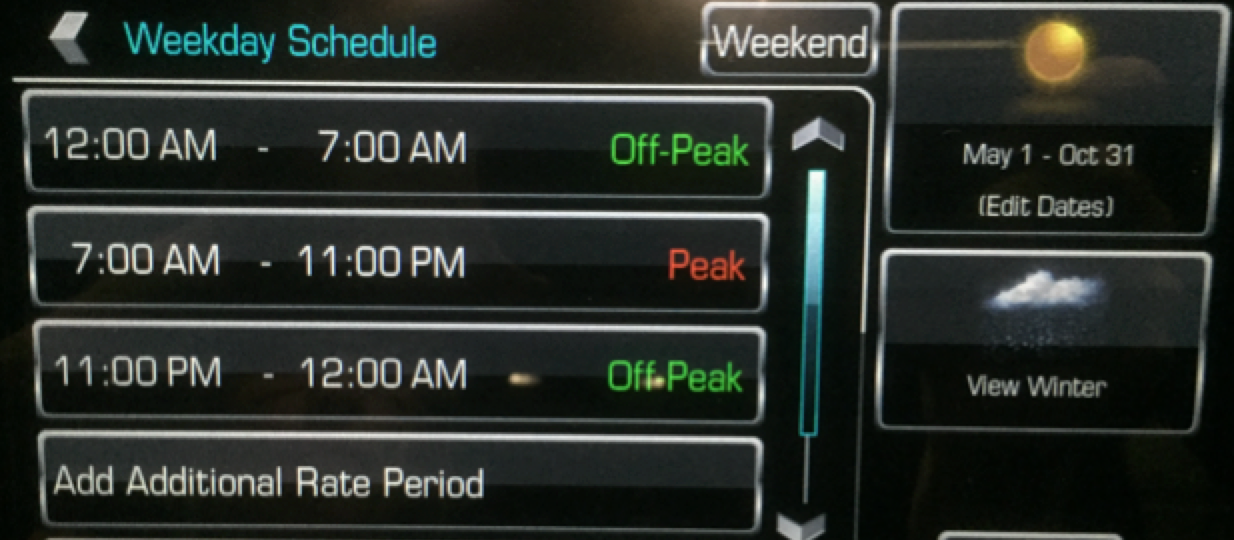 Weekday Schedule
Weekend
12:00 AM - 7:00 AM Off-Peak
7:00 AM - 11:00 PM Peak
11:00 PM - 12:00 AM Off-Peak
Add Additional Rate Period
May 1 - Oct 31
(Edit Dates)
View Winter